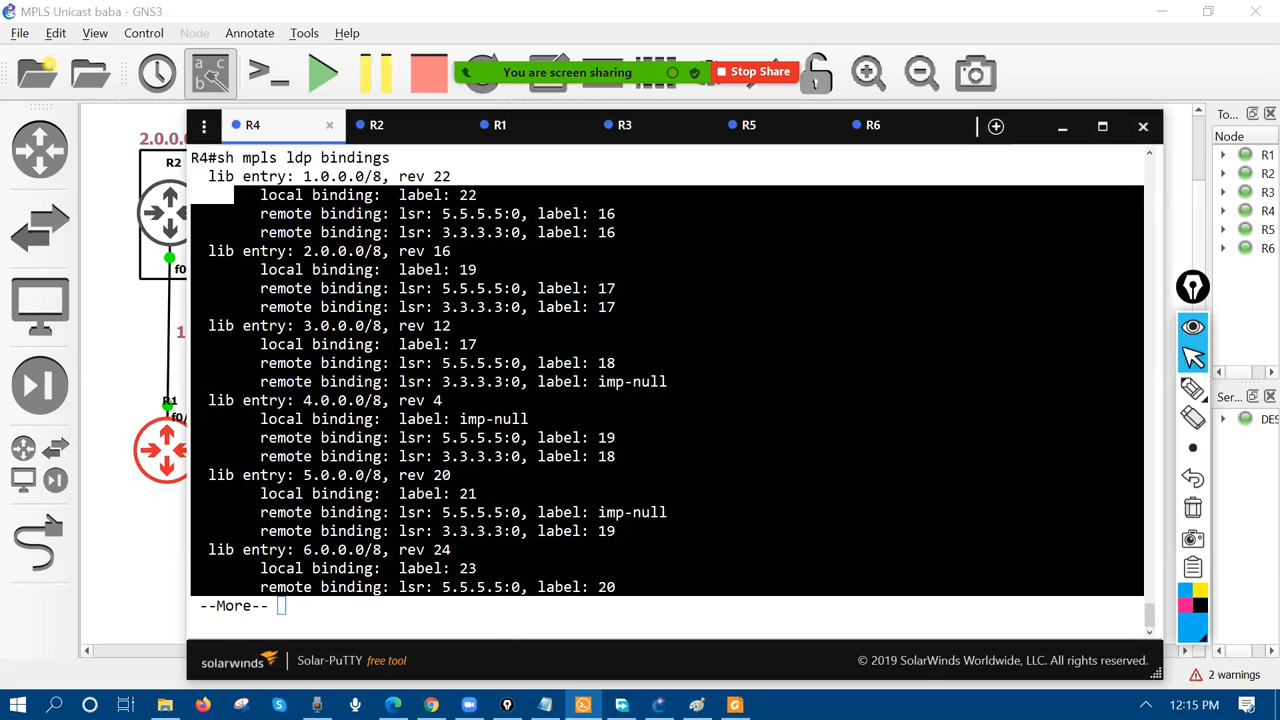 MPLS Unicast baba - GNS3
File Edit View Control Node Annotate Tools Help
You are screen sharing
Stop Share
R4 R2 R1 R3 R5 R6
R4#sh mpls ldp bindings
lib entry: 1.0.0.0/8, rev 22
local binding: label: 22
remote binding: lsr: 5.5.5.5:0, label: 16
remote binding: lsr: 3.3.3.3:0, label: 16
lib entry: 2.0.0.0/8, rev 16
local binding: label: 19
remote binding: lsr: 5.5.5.5:0, label: 17
remote binding: lsr: 3.3.3.3:0, label: 17
lib entry: 3.0.0.0/8, rev 12
local binding: label: 17
remote binding: lsr: 5.5.5.5:0, label: 18
remote binding: lsr: 3.3.3.3:0, label: imp-null
lib entry: 4.0.0.0/8, rev 4
local binding: label: imp-null
remote binding: lsr: 5.5.5.5:0, label: 19
remote binding: lsr: 3.3.3.3:0, label: 18
lib entry: 5.0.0.0/8, rev 20
local binding: label: 21
remote binding: lsr: 5.5.5.5:0, label: imp-null
remote binding: lsr: 3.3.3.3:0, label: 19
lib entry: 6.0.0.0/8, rev 24
local binding: label: 23
remote binding: lsr: 5.5.5.5:0, label: 20
--More--
solarwinds
Solar-PuTTY free tool
© 2019 SolarWinds Worldwide, LLC. All rights reserved.
2.0.0.
R2
f0
1
R1
f0/
a c
b
To...
Node
R1
R2
R3
R4
R5
R6
Ser...
DES
2 warnings
12:15 PM